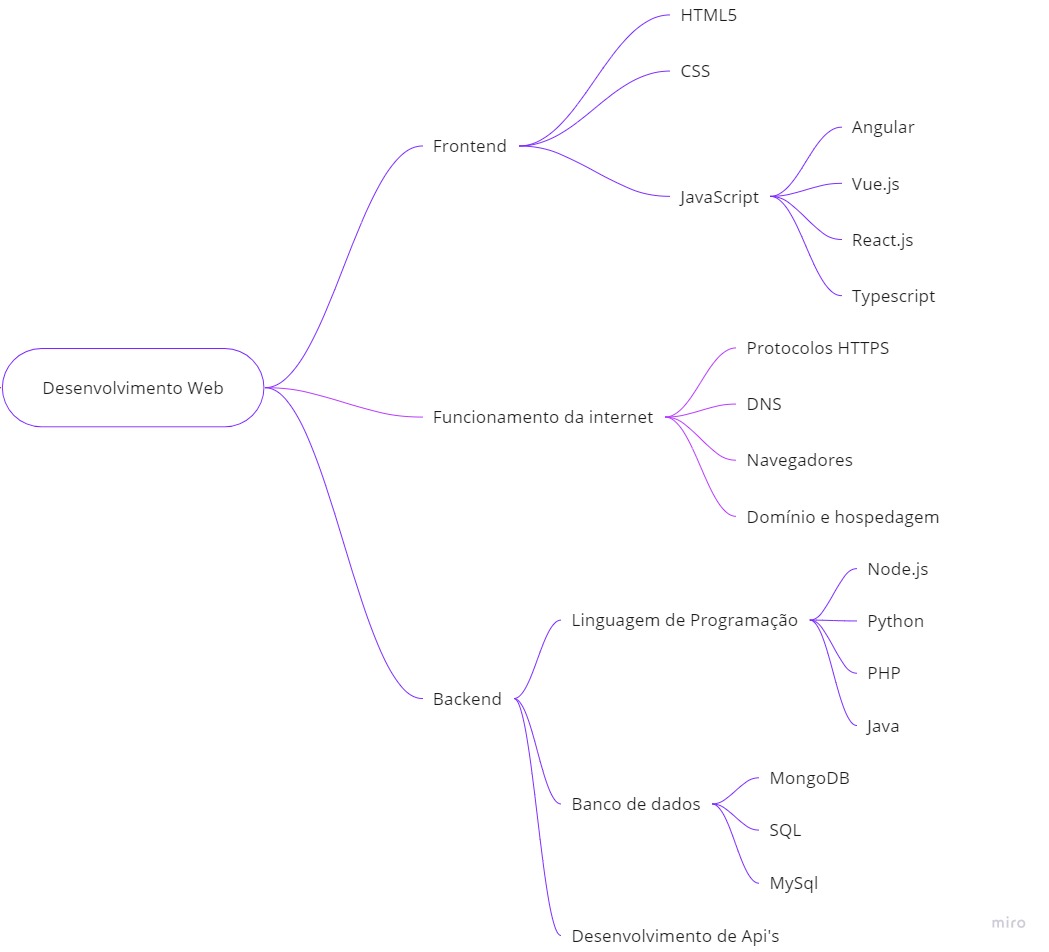 Desenvolvimento Web
Frontend
HTML5
CSS
JavaScript
Angular
Vue.js
React.js
Typescript
Funcionamento da internet
Protocolos HTTPS
DNS
Navegadores
Domínio e hospedagem
Backend
Linguagem de Programação
Node.js
Python
PHP
Java
Banco de dados
MongoDB
SQL
MySql
Desenvolvimento de Api's
miro